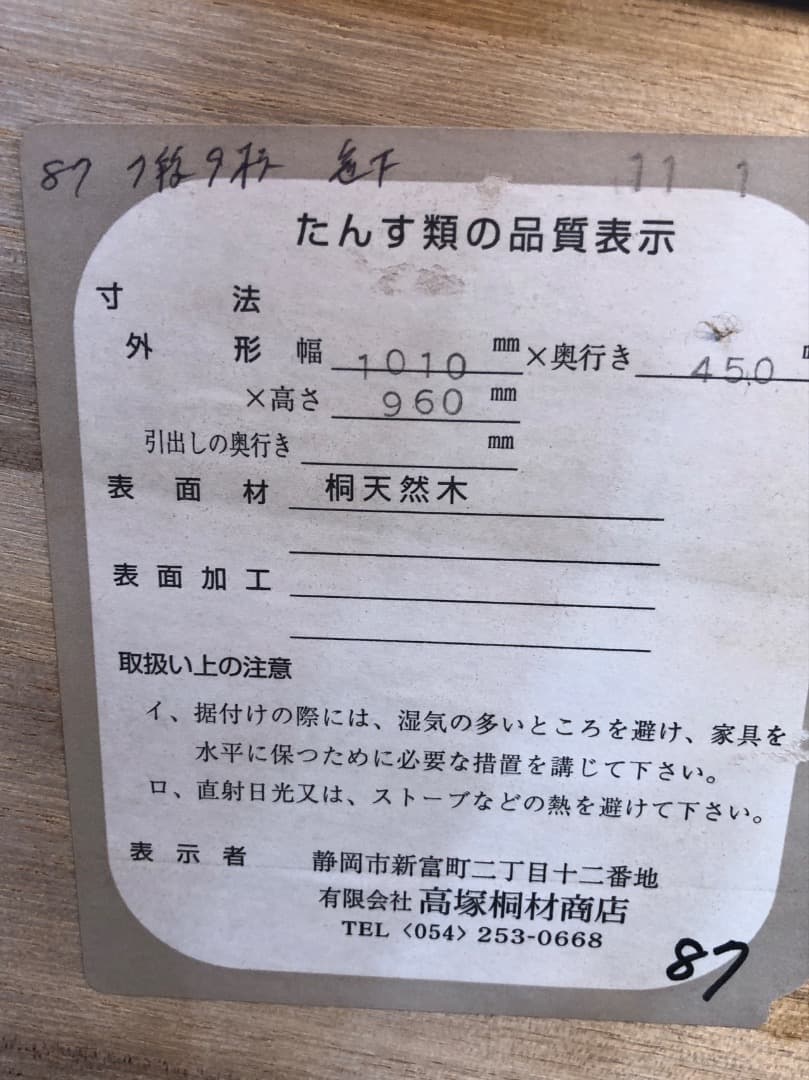 87 7段9杉 11 1
たんす類の品質表示
寸法
外形 幅 1010 mm ×奥行き 450
×高さ 960 mm
引出しの奥行き mm
表面材 桐天然木
表面加工
取扱い上の注意
イ、据付けの際には、湿気の多いところを避け、家具を
水平に保つために必要な措置を講じて下さい。
ロ、直射日光又は、ストーブなどの熱を避けて下さい。
表示者 静岡市新富町二丁目十二番地
有限会社 高塚桐材商店
TEL〈054〉253-0668
87